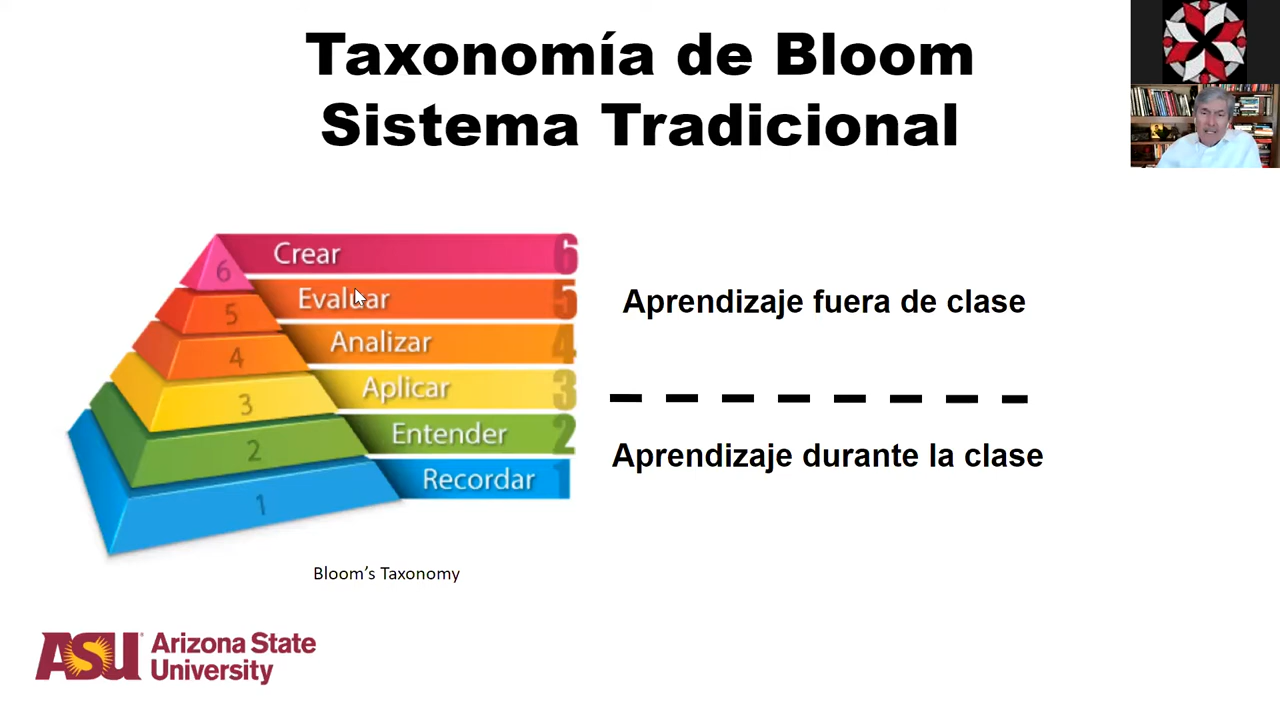 Taxonomía de Bloom
Sistema Tradicional
Crear 6
6
Evaluar 5
5
Analizar 4
4
Aplicar 3
3
Entender 2
2
Recordar 1
1
Aprendizaje fuera de clase
Aprendizaje durante la clase
Bloom's Taxonomy
ASU Arizona State
University